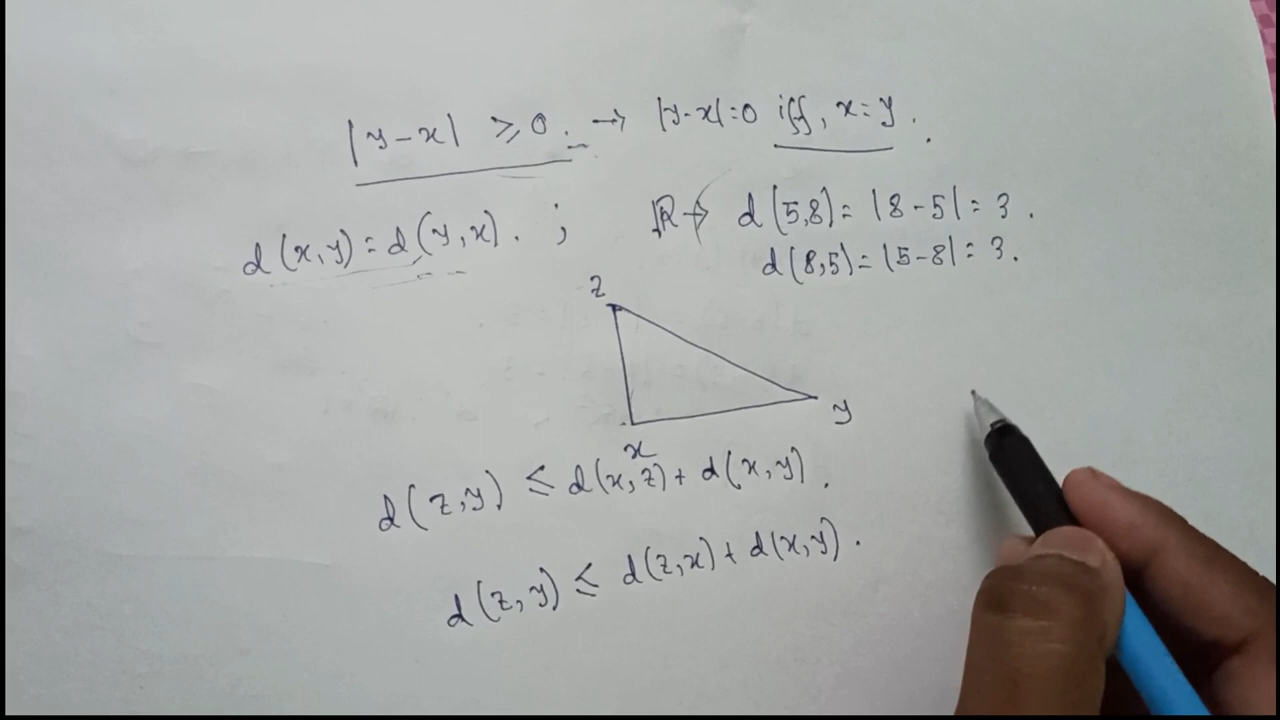 |y-x| ≥ 0. → |y-x|=0 iff, x=y.
d(x,y)=d(y,x). ; ℝ→ d(5,8)=|8-5|=3.
d(8,5)=|5-8|=3.
z
y
x
d(z,y) ≤ d(x,z)+d(x,y).
d(z,y) ≤ d(z,x)+d(x,y).